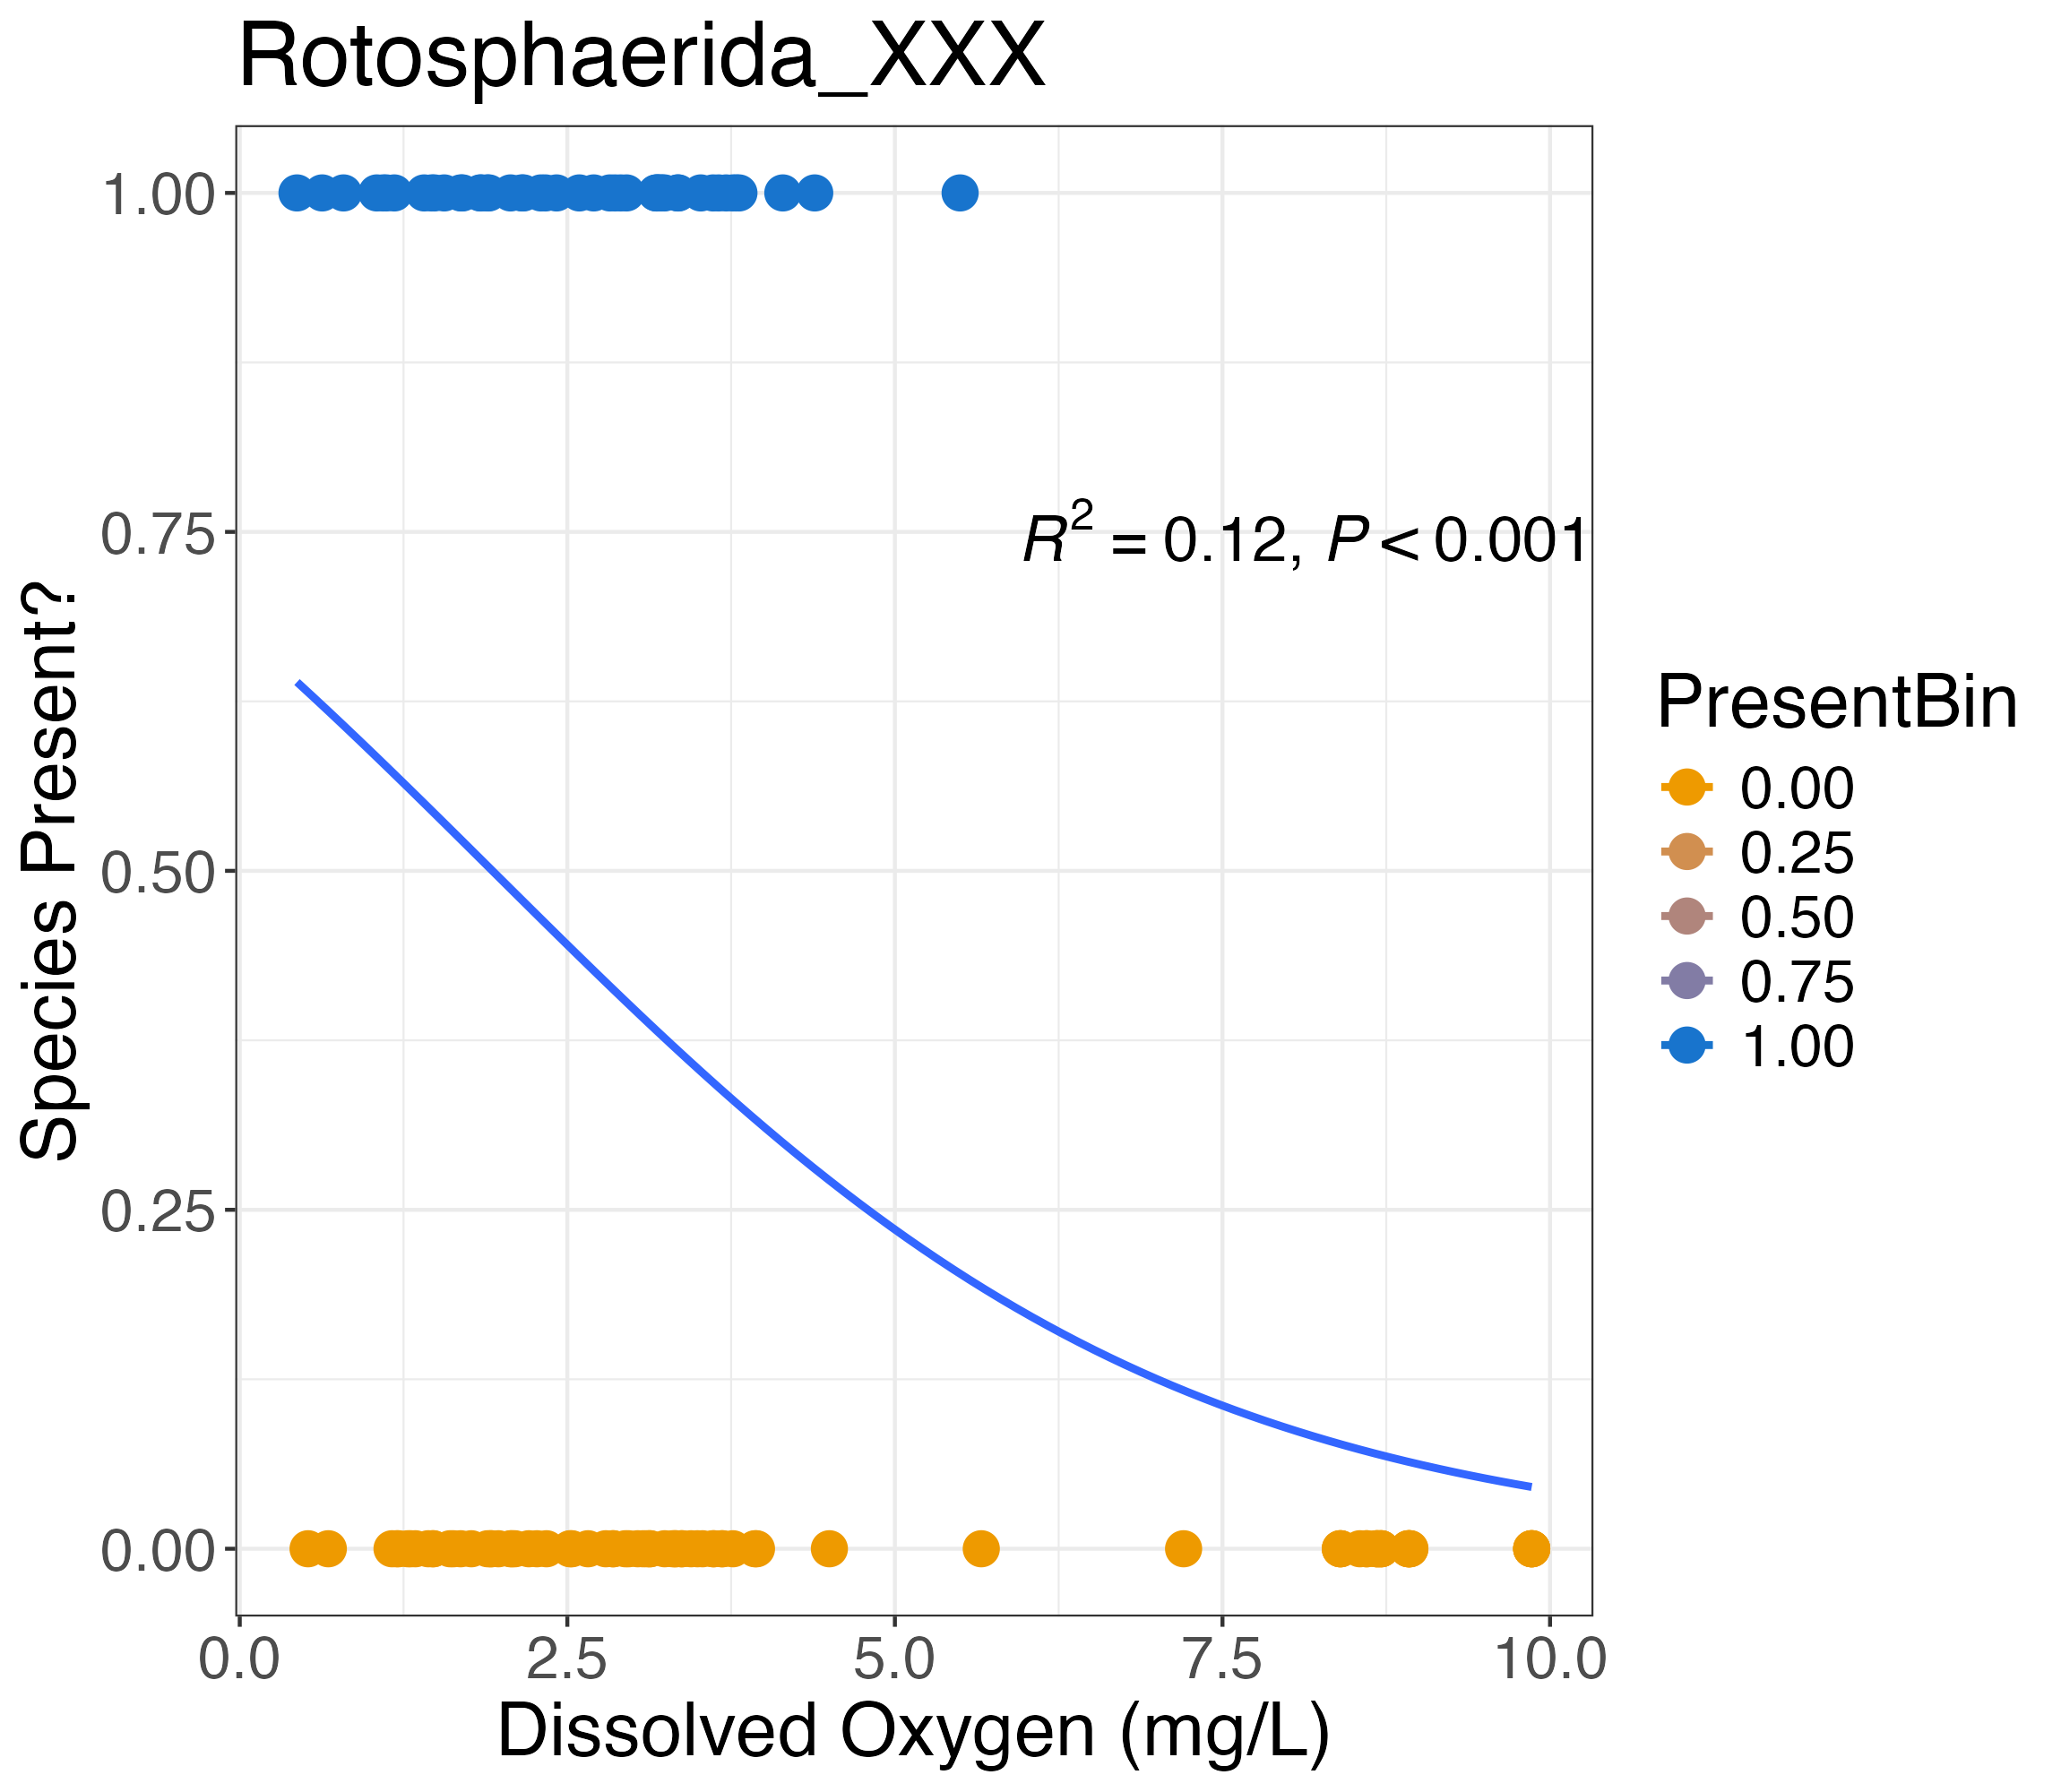 Rotosphaerida_XXX
1.00
0.75
0.50
0.25
0.00
Species Present?
R² = 0.12, P < 0.001
0.0 2.5 5.0 7.5 10.0
Dissolved Oxygen (mg/L)
PresentBin
0.00
0.25
0.50
0.75
1.00